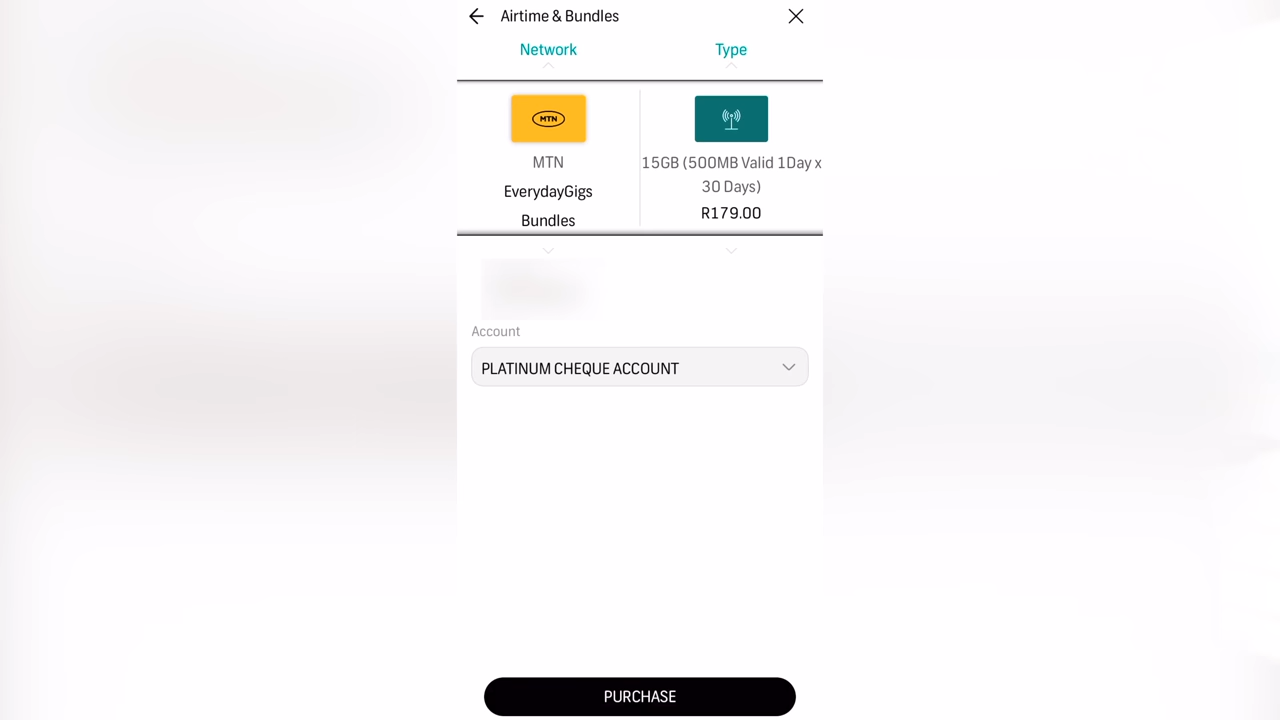 Airtime & Bundles
Network
Type
MTN
MTN
EverydayGigs
Bundles
15GB (500MB Valid 1Day x
30 Days)
R179.00
Account
PLATINUM CHEQUE ACCOUNT
PURCHASE